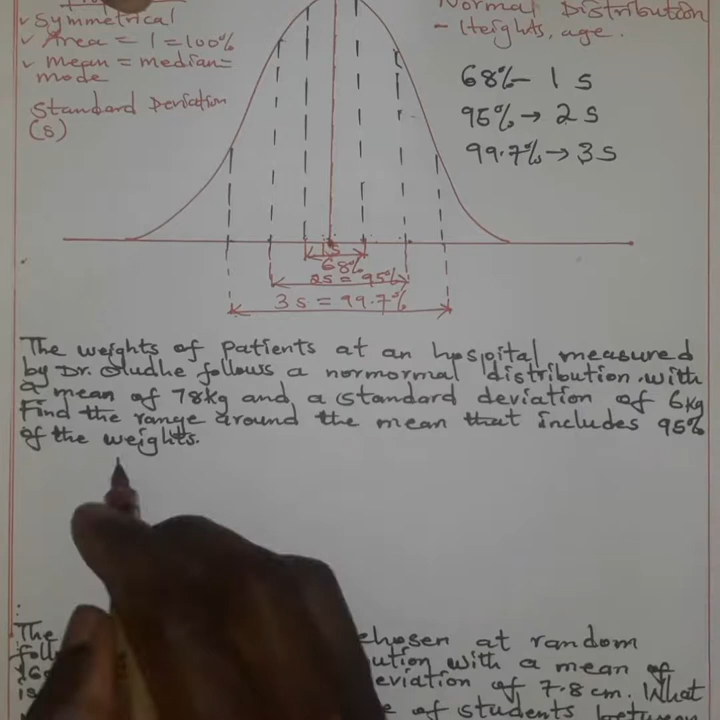 ✓ Symmetrical
✓ Area = 1 = 100%
✓ mean = median =
mode
Standard Deviation
(s)
Normal Distribution
- Heights, age.
68% - 1 s
95% → 2 s
99.7% → 3 s
1s
68%
2s = 95%
3 s = 99.7%
The weights of patients at an hospital measured
by Dr. Oludhe follows a normormal distribution with
a mean of 78kg and a standard deviation of 6kg
Find the range around the mean that includes 95%
of the weights.
The chosen at random
with a mean of
of 7.8 cm. What
of students between